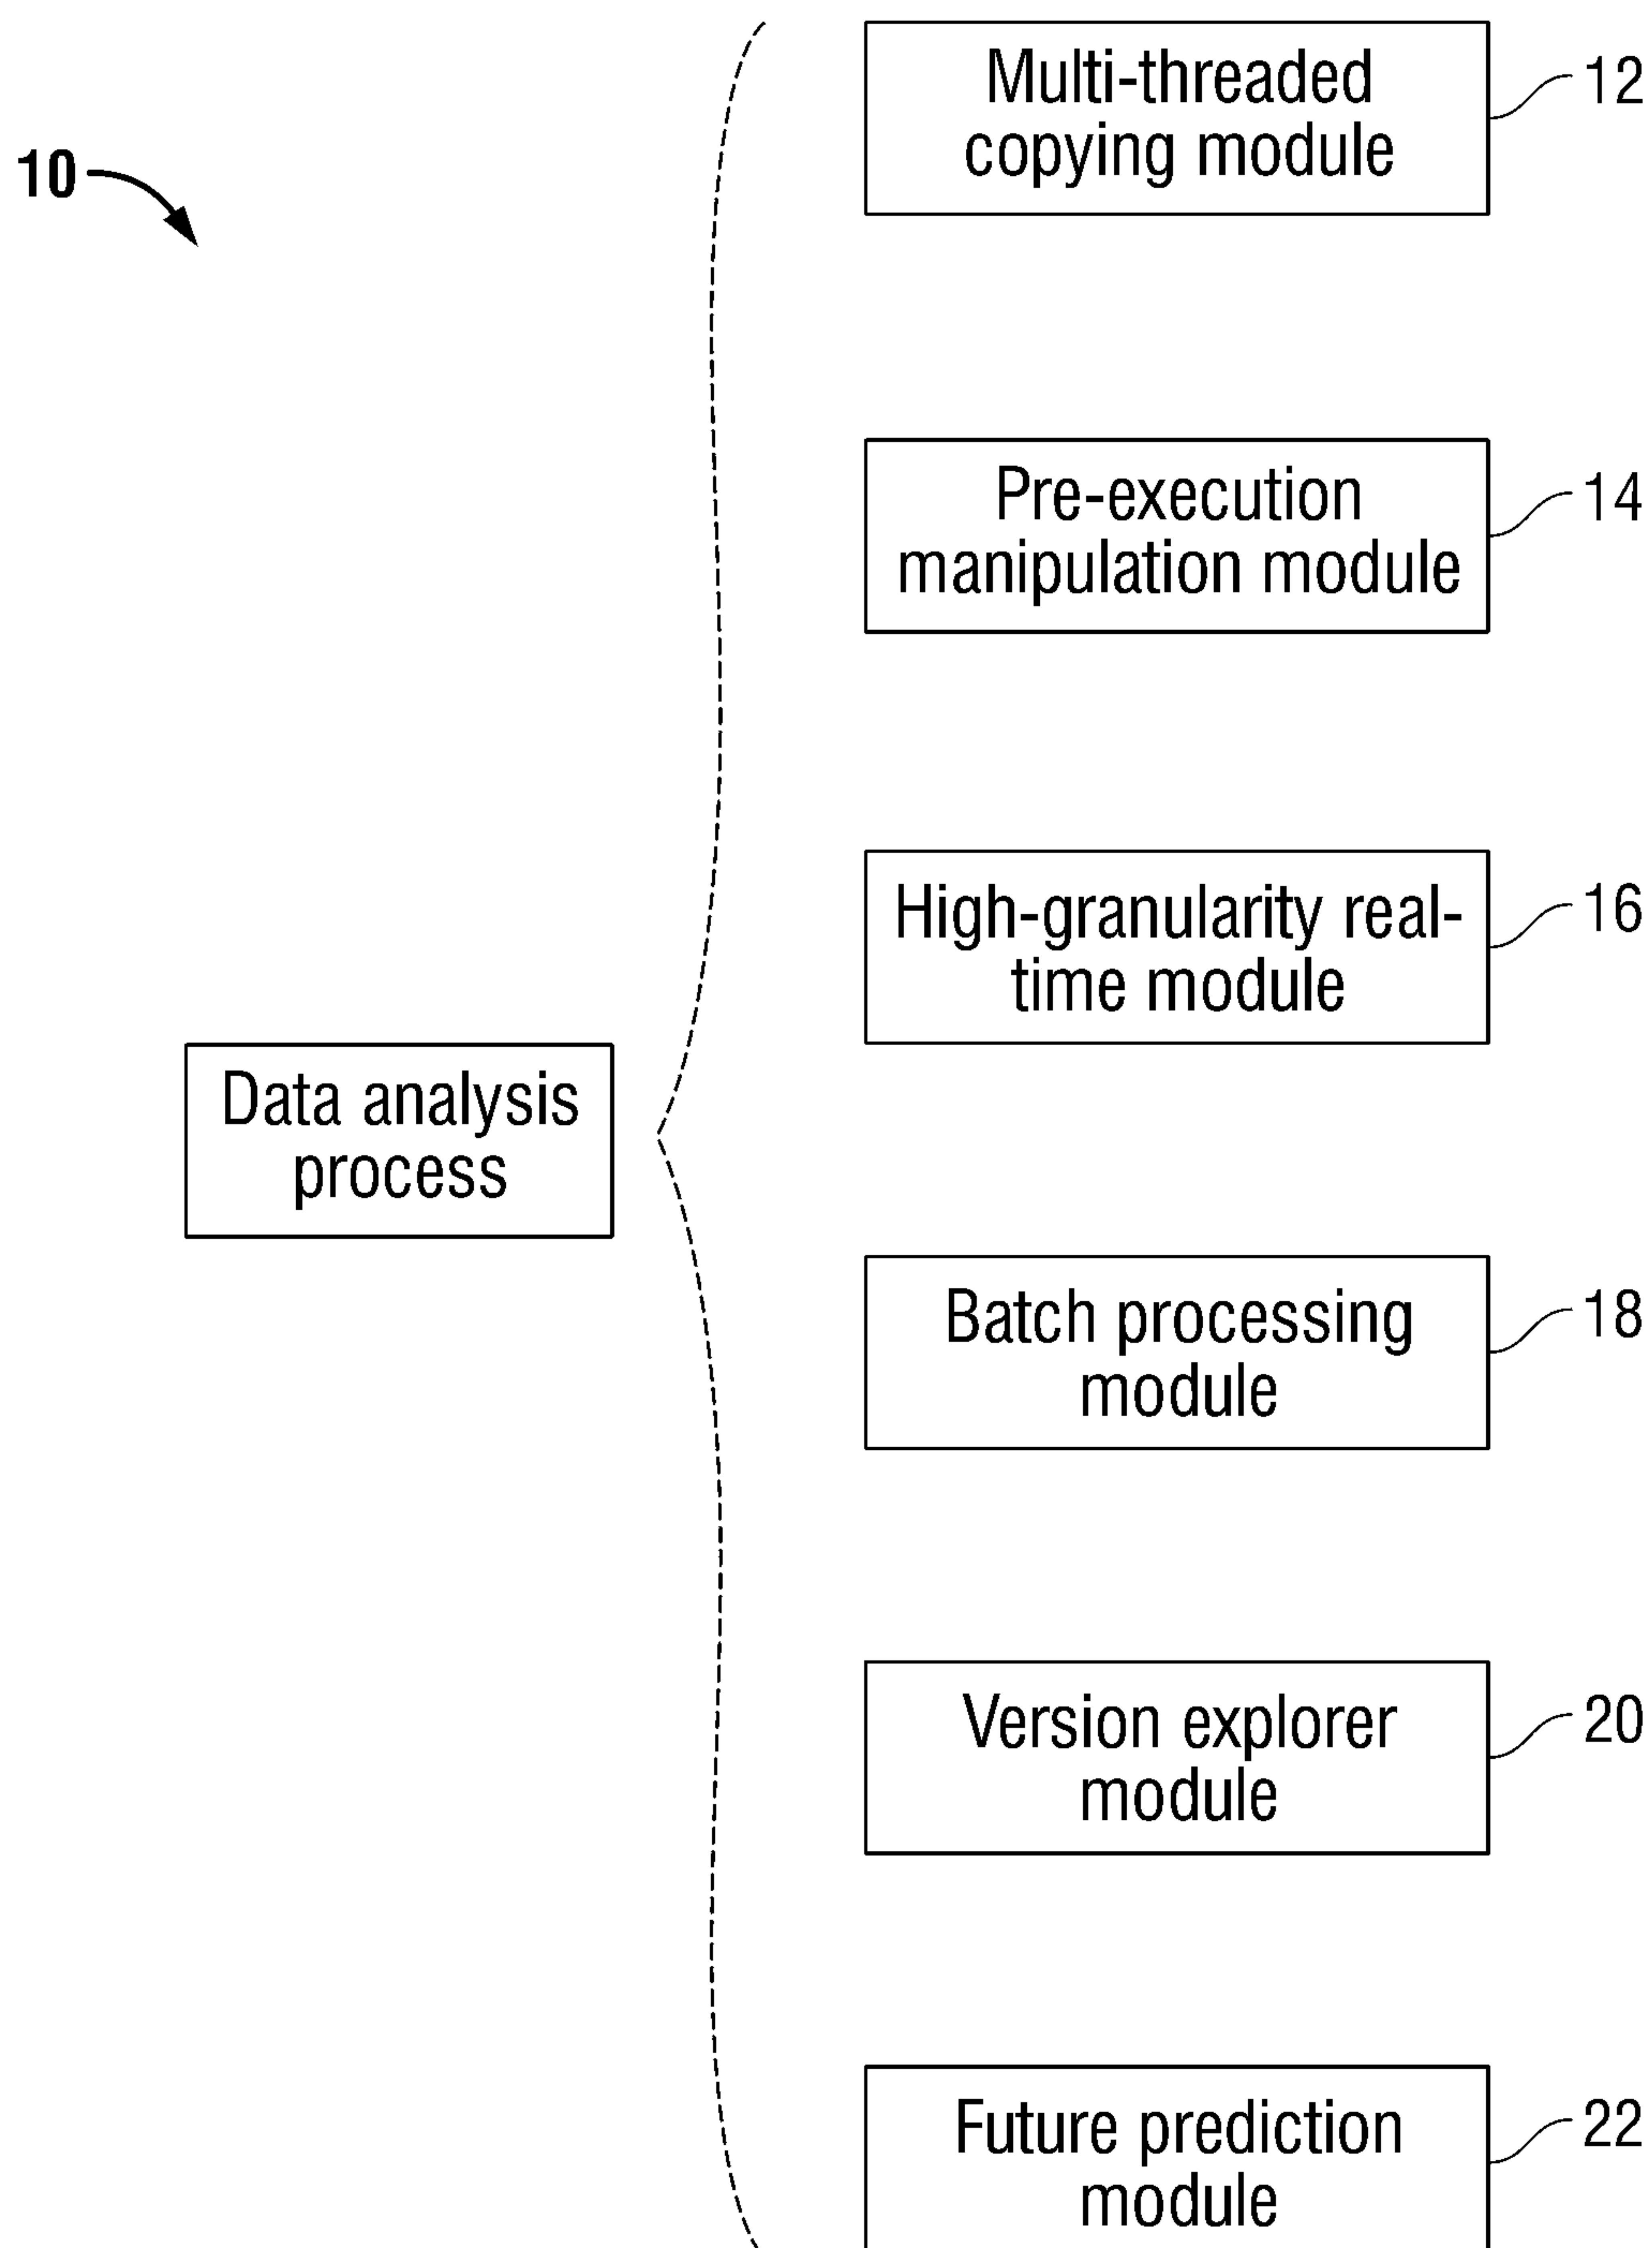 10
Multi-threaded
copying module
12
Pre-execution
manipulation module
14
High-granularity real-
time module
16
Data analysis
process
Batch processing
module
18
Version explorer
module
20
Future prediction
module
22